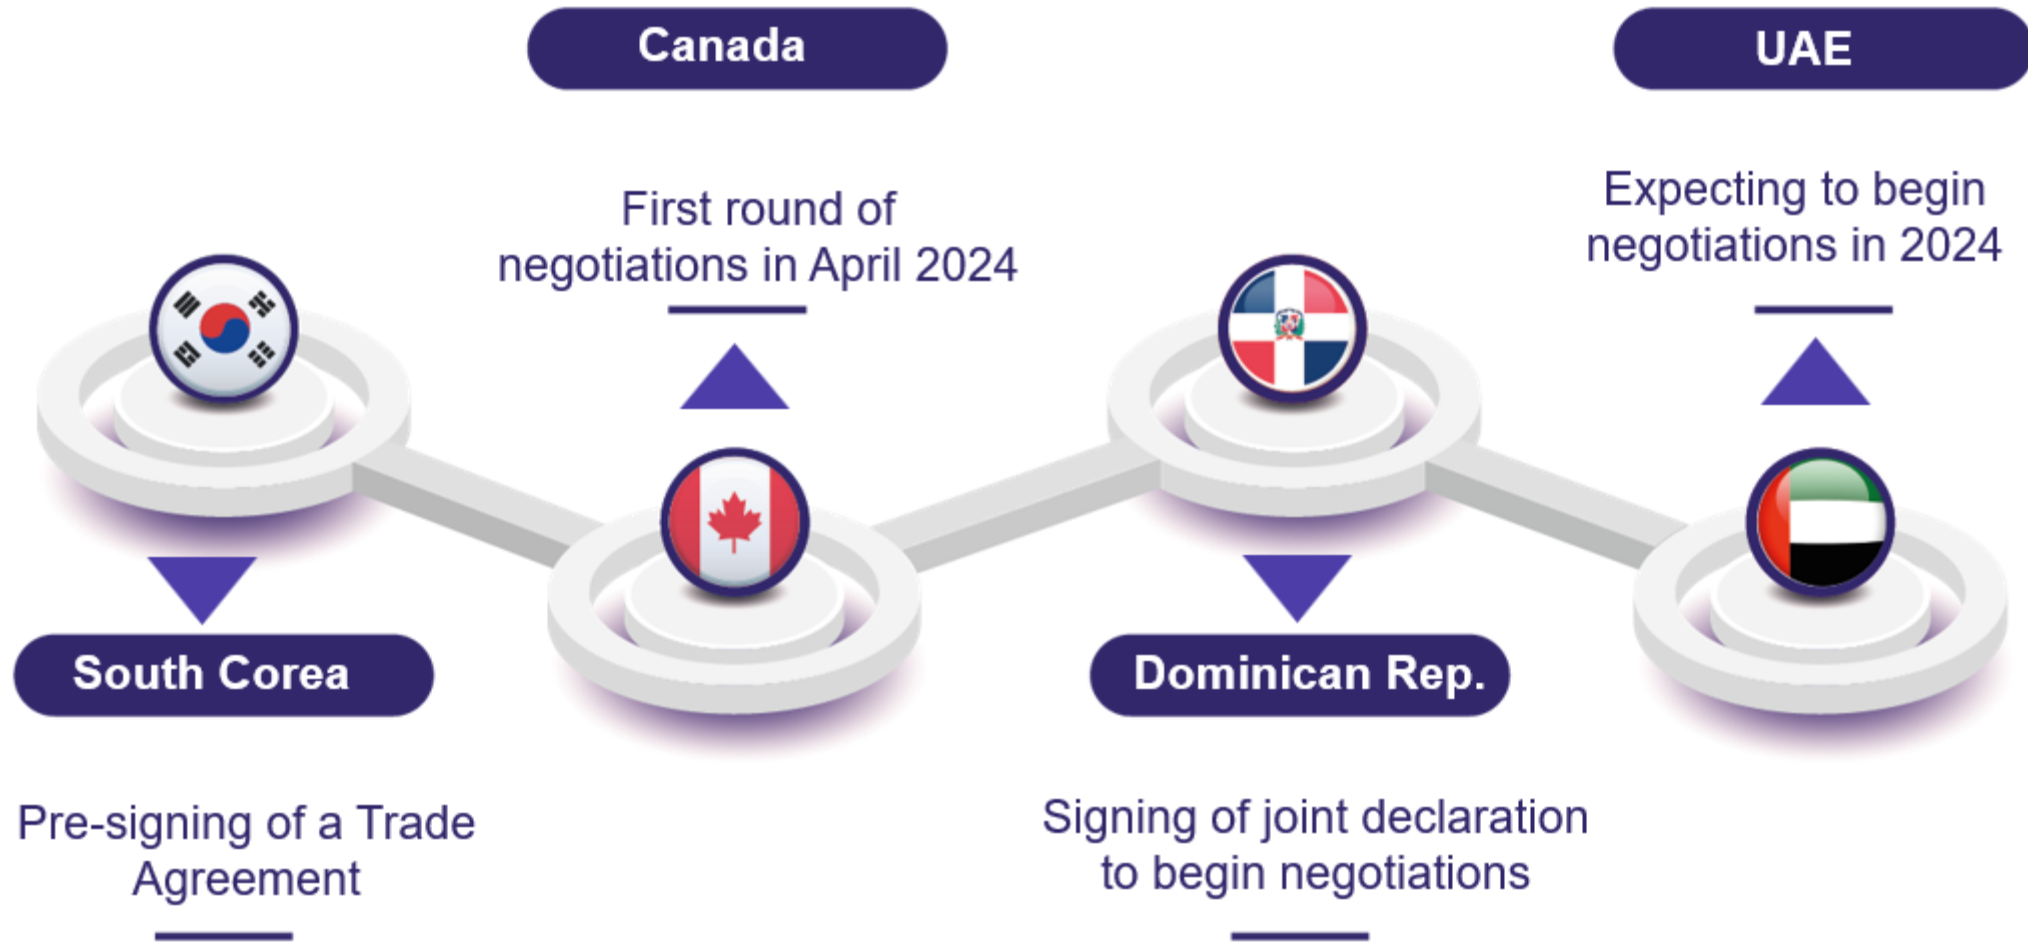 Canada
First round of
negotiations in April 2024
UAE
Expecting to begin
negotiations in 2024
South Corea
Pre-signing of a Trade
Agreement
Dominican Rep.
Signing of joint declaration
to begin negotiations